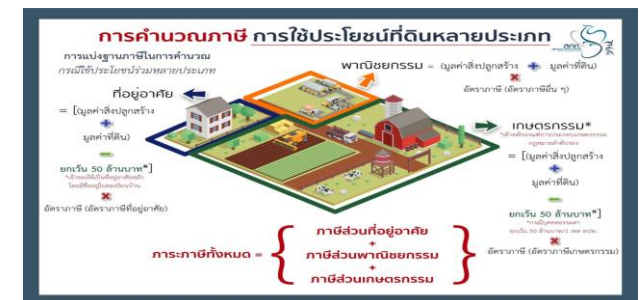 การคำนวณภาษี การใช้ประโยชน์ที่ดินหลายประเภท
การแบ่งฐานภาษีในการคำนวณ
กรณีใช้ประโยชน์ร่วมหลายประเภท
พาณิชยกรรม = (มูลค่าสิ่งปลูกสร้าง + มูลค่าที่ดิน)
×
อัตราภาษี (อัตราภาษีอื่น ๆ)
ที่อยู่อาศัย
= [(มูลค่าสิ่งปลูกสร้าง
+
มูลค่าที่ดิน)
-
ยกเว้น 50 ล้านบาท*]
×
อัตราภาษี (อัตราภาษีที่อยู่อาศัย)
เกษตรกรรม*
= [(มูลค่าสิ่งปลูกสร้าง
+
มูลค่าที่ดิน)
-
ยกเว้น 50 ล้านบาท*]
×
อัตราภาษี (อัตราภาษีเกษตรกรรม)
ภาระภาษีทั้งหมด = { ภาษีส่วนที่อยู่อาศัย
+
ภาษีส่วนพาณิชยกรรม
+
ภาษีส่วนเกษตรกรรม }